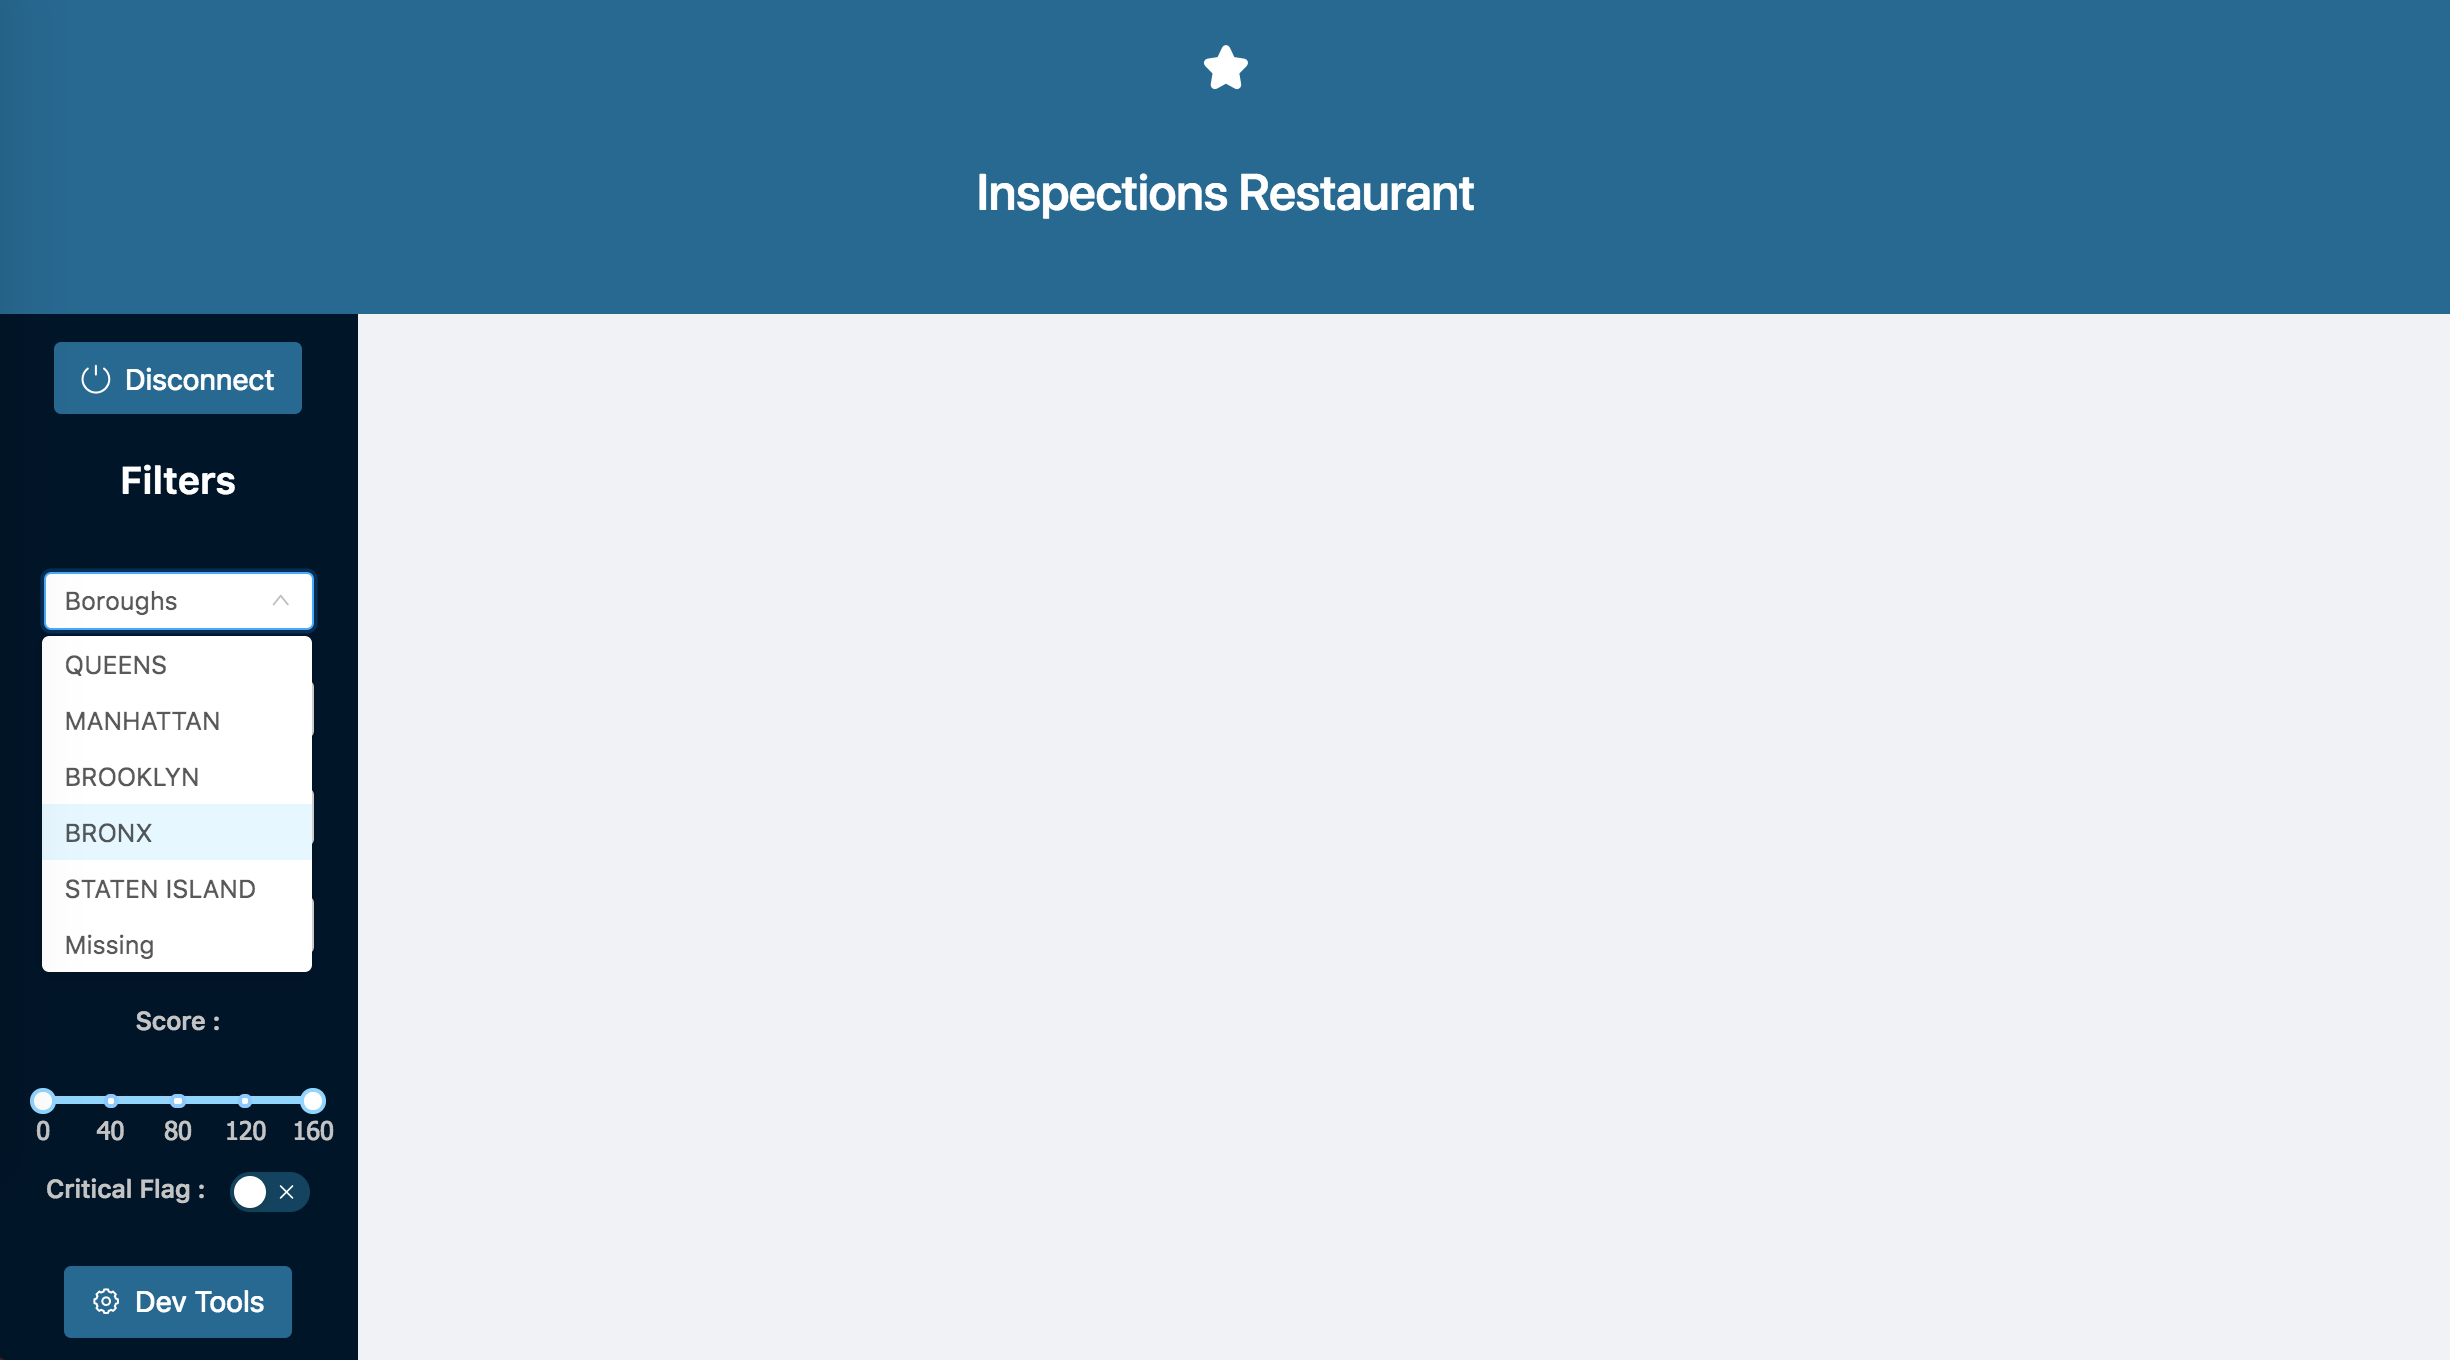 Inspections Restaurant
Disconnect
Filters
Boroughs
QUEENS
MANHATTAN
BROOKLYN
BRONX
STATEN ISLAND
Missing
Score :
0 40 80 120 160
Critical Flag :
Dev Tools